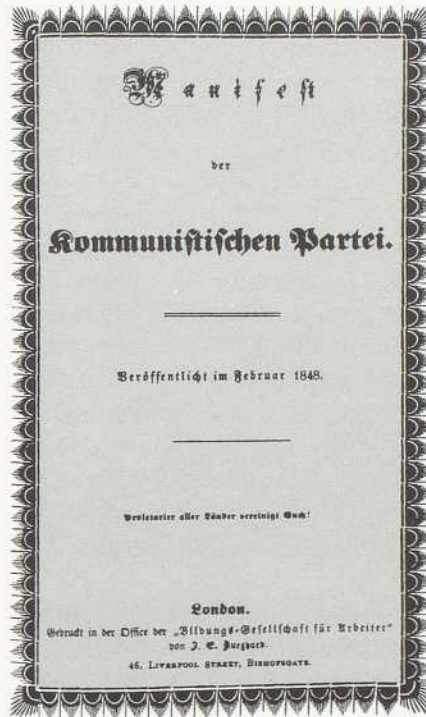 Manifest
der
Kommunistischen Partei.
Veröffentlicht im Februar 1848.
Proletarier aller Länder vereinigt Euch!
London.
Gedruckt in der Office der „Bildungs-Gesellschaft für Arbeiter"
von J. E. Burghard.
46, LIVERPOOL STREET, BISHOPSGATE.